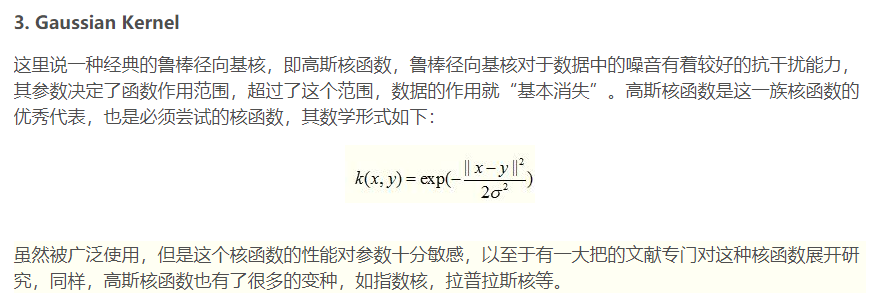 3. Gaussian Kernel
这里说一种经典的鲁棒径向基核，即高斯核函数，鲁棒径向基核对于数据中的噪音有着较好的抗干扰能力，
其参数决定了函数作用范围，超过了这个范围，数据的作用就“基本消失”。高斯核函数是这一族核函数的
优秀代表，也是必须尝试的核函数，其数学形式如下：
k(x, y) = exp(-‖x-y‖²/2σ²)
虽然被广泛使用，但是这个核函数的性能对参数十分敏感，以至于有一大把的文献专门对这种核函数展开研
究，同样，高斯核函数也有了很多的变种，如指数核，拉普拉斯核等。